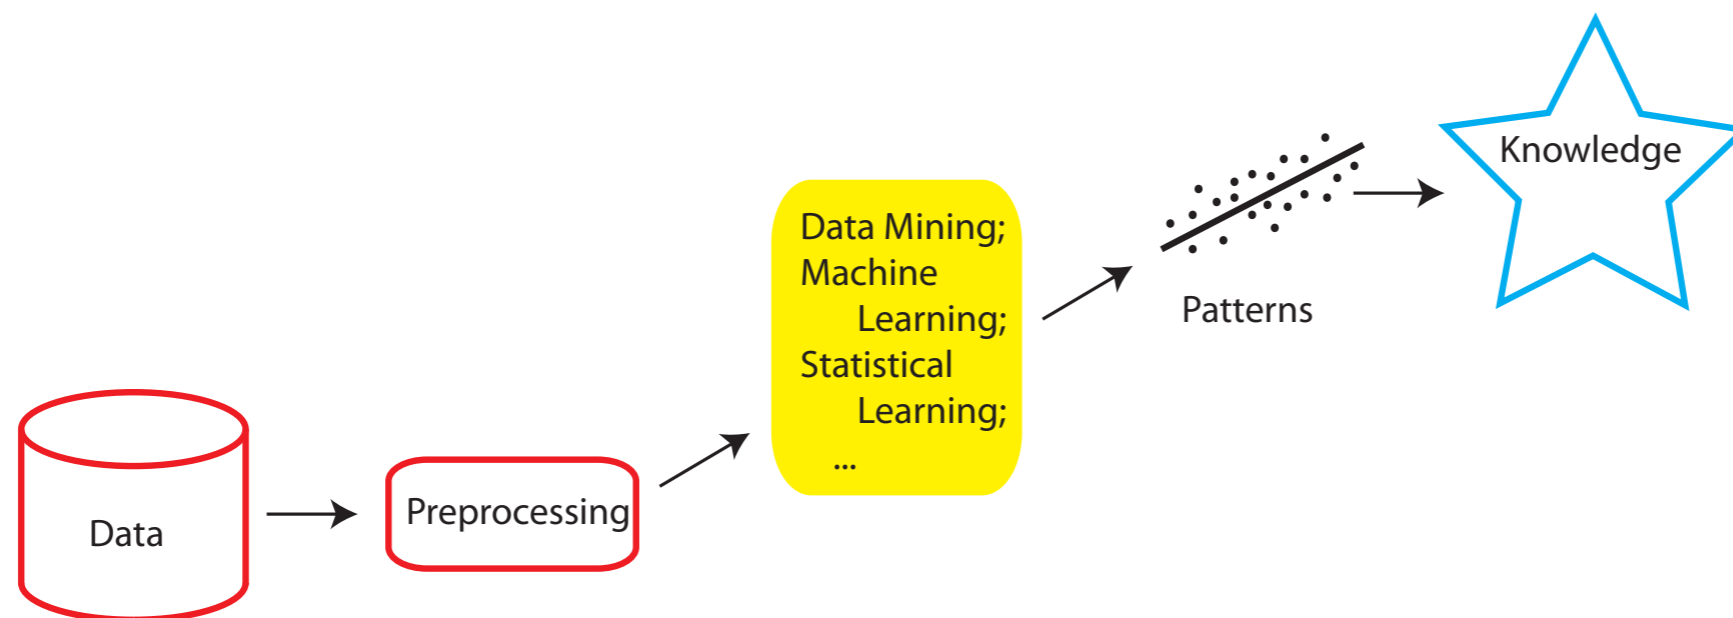 Data
Preprocessing
Data Mining;
Machine
Learning;
Statistical
Learning;
...
Patterns
Knowledge